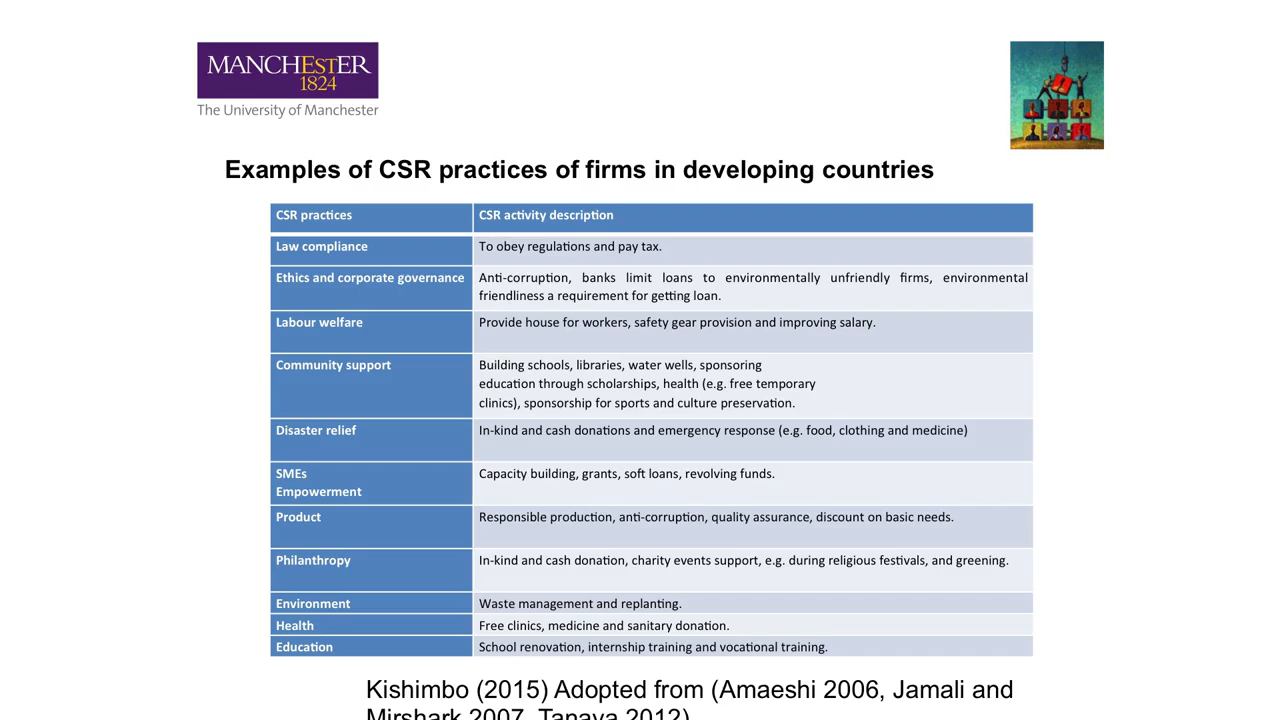 MANCHESTER
1824
The University of Manchester
Examples of CSR practices of firms in developing countries
CSR practices
CSR activity description
Law compliance
To obey regulations and pay tax.
Ethics and corporate governance
Anti-corruption, banks limit loans to environmentally unfriendly firms, environmental
friendliness a requirement for getting loan.
Labour welfare
Provide house for workers, safety gear provision and improving salary.
Community support
Building schools, libraries, water wells, sponsoring
education through scholarships, health (e.g. free temporary
clinics), sponsorship for sports and culture preservation.
Disaster relief
In-kind and cash donations and emergency response (e.g. food, clothing and medicine)
SMEs
Empowerment
Capacity building, grants, soft loans, revolving funds.
Product
Responsible production, anti-corruption, quality assurance, discount on basic needs.
Philanthropy
In-kind and cash donation, charity events support, e.g. during religious festivals, and greening.
Environment
Waste management and replanting.
Health
Free clinics, medicine and sanitary donation.
Education
School renovation, internship training and vocational training.
Kishimbo (2015) Adopted from (Amaeshi 2006, Jamali and
Mirshark 2007, Tanaya 2012)